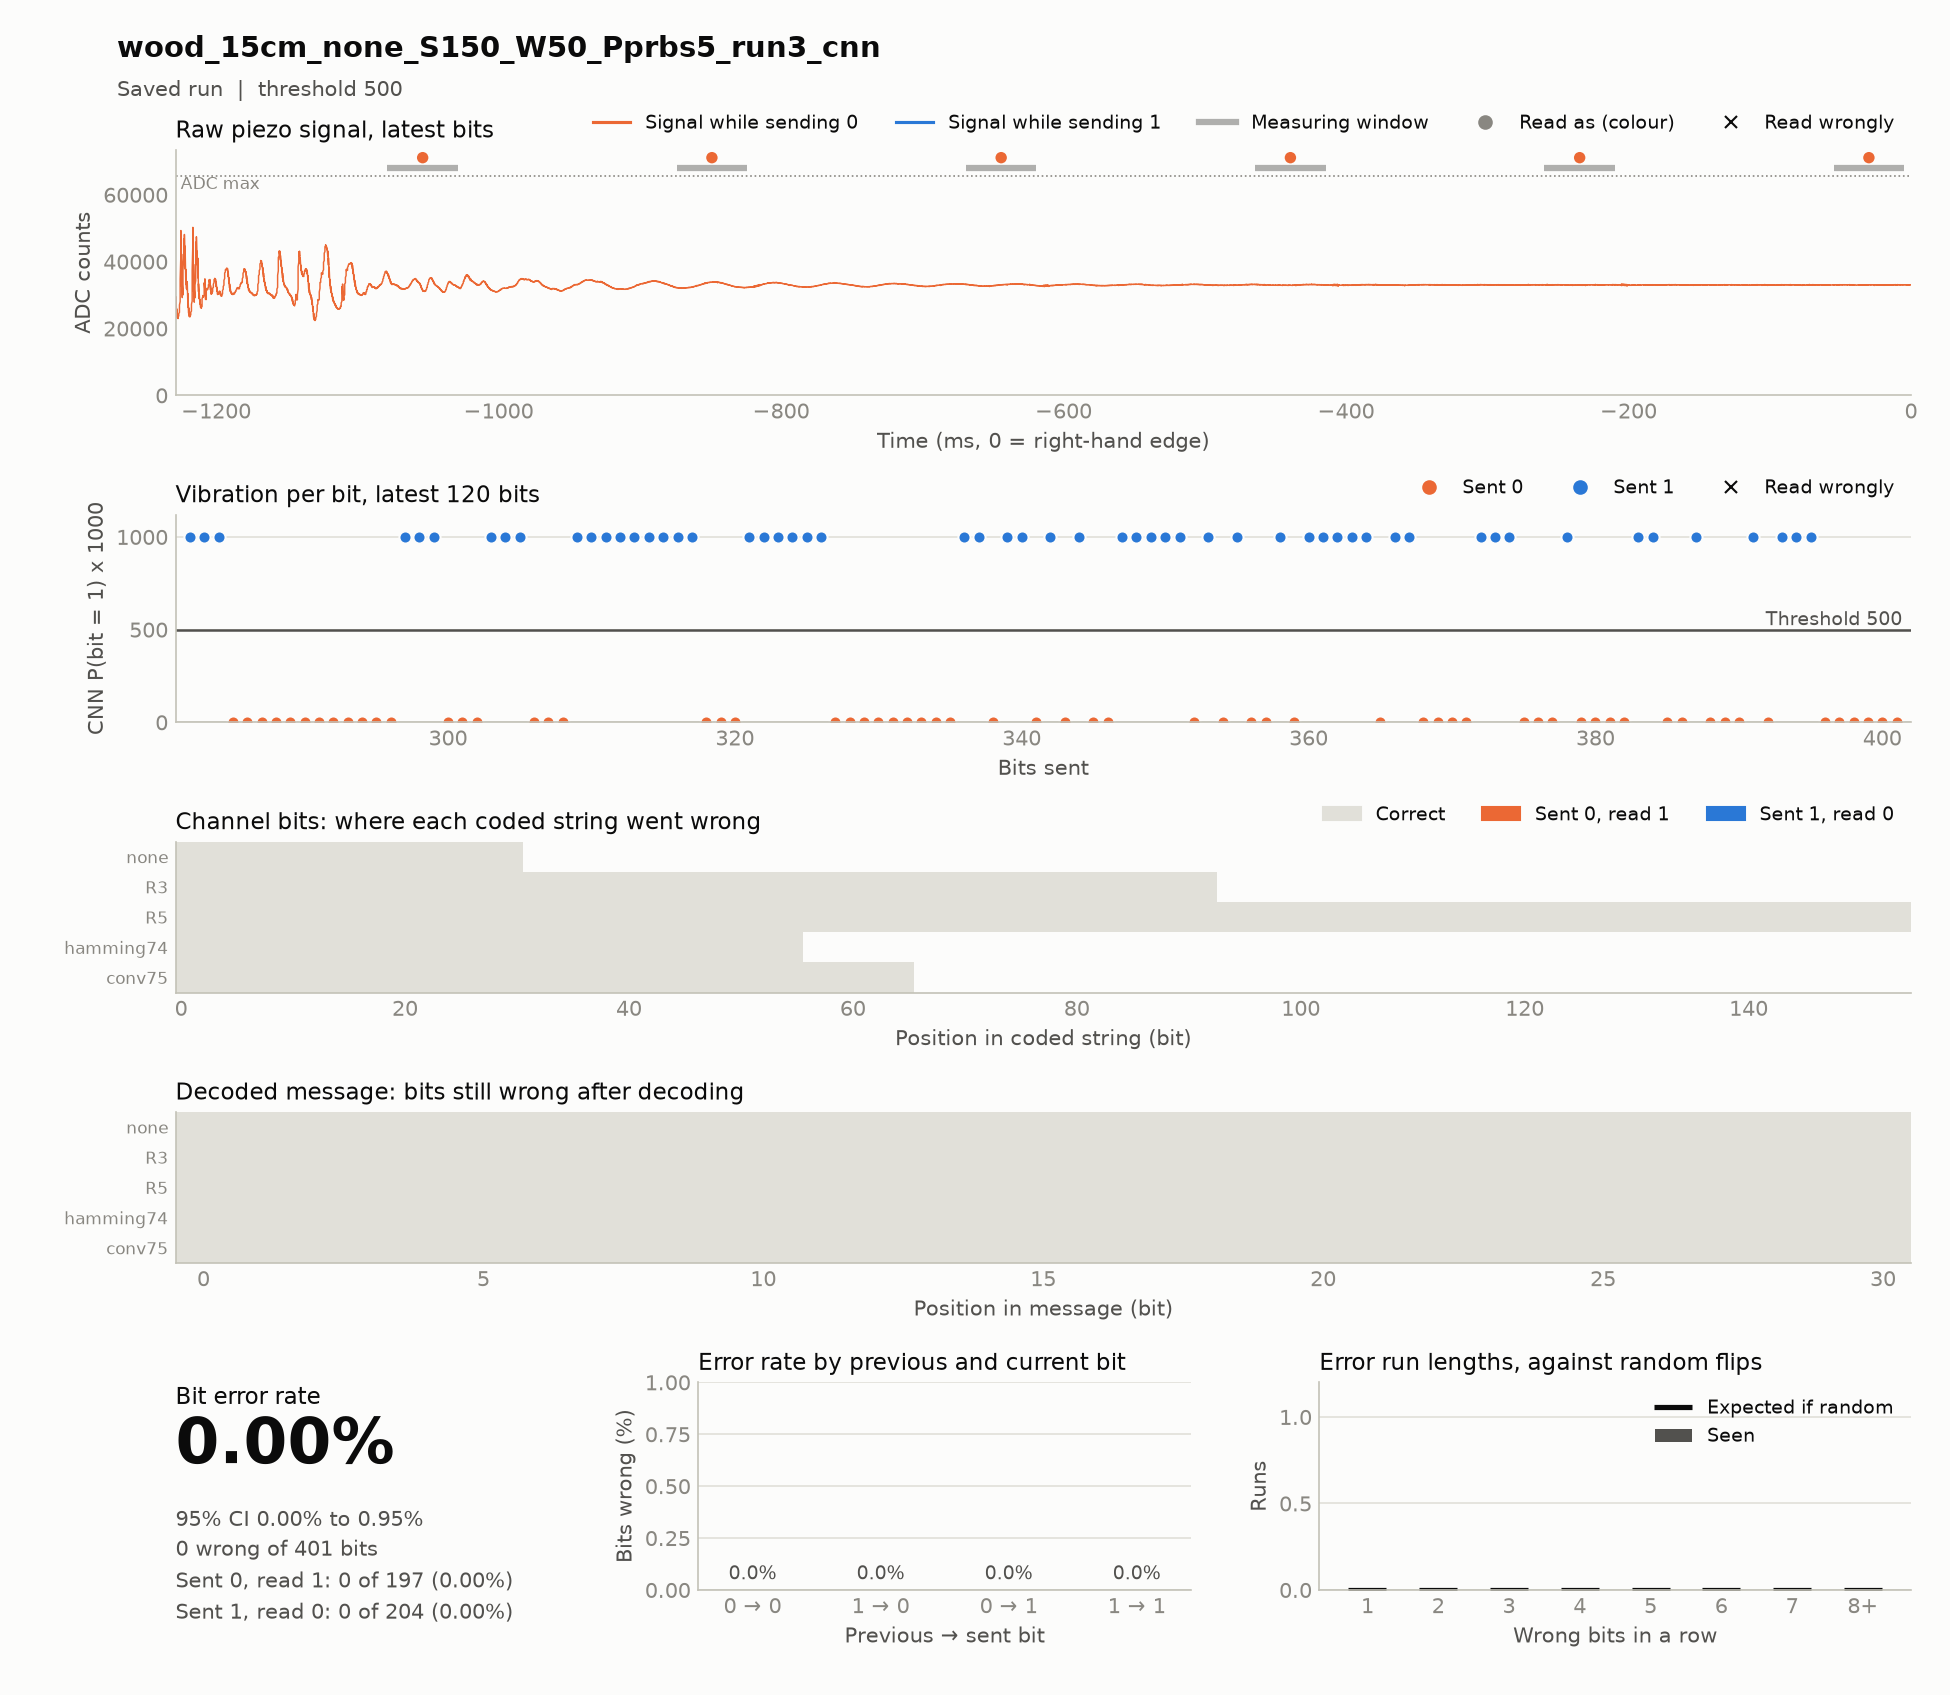 wood_15cm_none_S150_W50_Pprbs5_run3_cnn
Saved run | threshold 500
Raw piezo signal, latest bits
Signal while sending 0
Signal while sending 1
Measuring window
Read as (colour)
Read wrongly
ADC max
60000
40000
20000
0
ADC counts
−1200
−1000
−800
−600
−400
−200
0
Time (ms, 0 = right-hand edge)
Vibration per bit, latest 120 bits
Sent 0
Sent 1
Read wrongly
1000
500
0
CNN P(bit = 1) x 1000
Threshold 500
300
320
340
360
380
400
Bits sent
Channel bits: where each coded string went wrong
Correct
Sent 0, read 1
Sent 1, read 0
none
R3
R5
hamming74
conv75
0
20
40
60
80
100
120
140
Position in coded string (bit)
Decoded message: bits still wrong after decoding
none
R3
R5
hamming74
conv75
0
5
10
15
20
25
30
Position in message (bit)
Bit error rate
0.00%
95% CI 0.00% to 0.95%
0 wrong of 401 bits
Sent 0, read 1: 0 of 197 (0.00%)
Sent 1, read 0: 0 of 204 (0.00%)
Error rate by previous and current bit
1.00
0.75
0.50
0.25
0.00
Bits wrong (%)
0.0%
0.0%
0.0%
0.0%
0 → 0
1 → 0
0 → 1
1 → 1
Previous → sent bit
Error run lengths, against random flips
Expected if random
Seen
1.0
0.5
0.0
Runs
1
2
3
4
5
6
7
8+
Wrong bits in a row